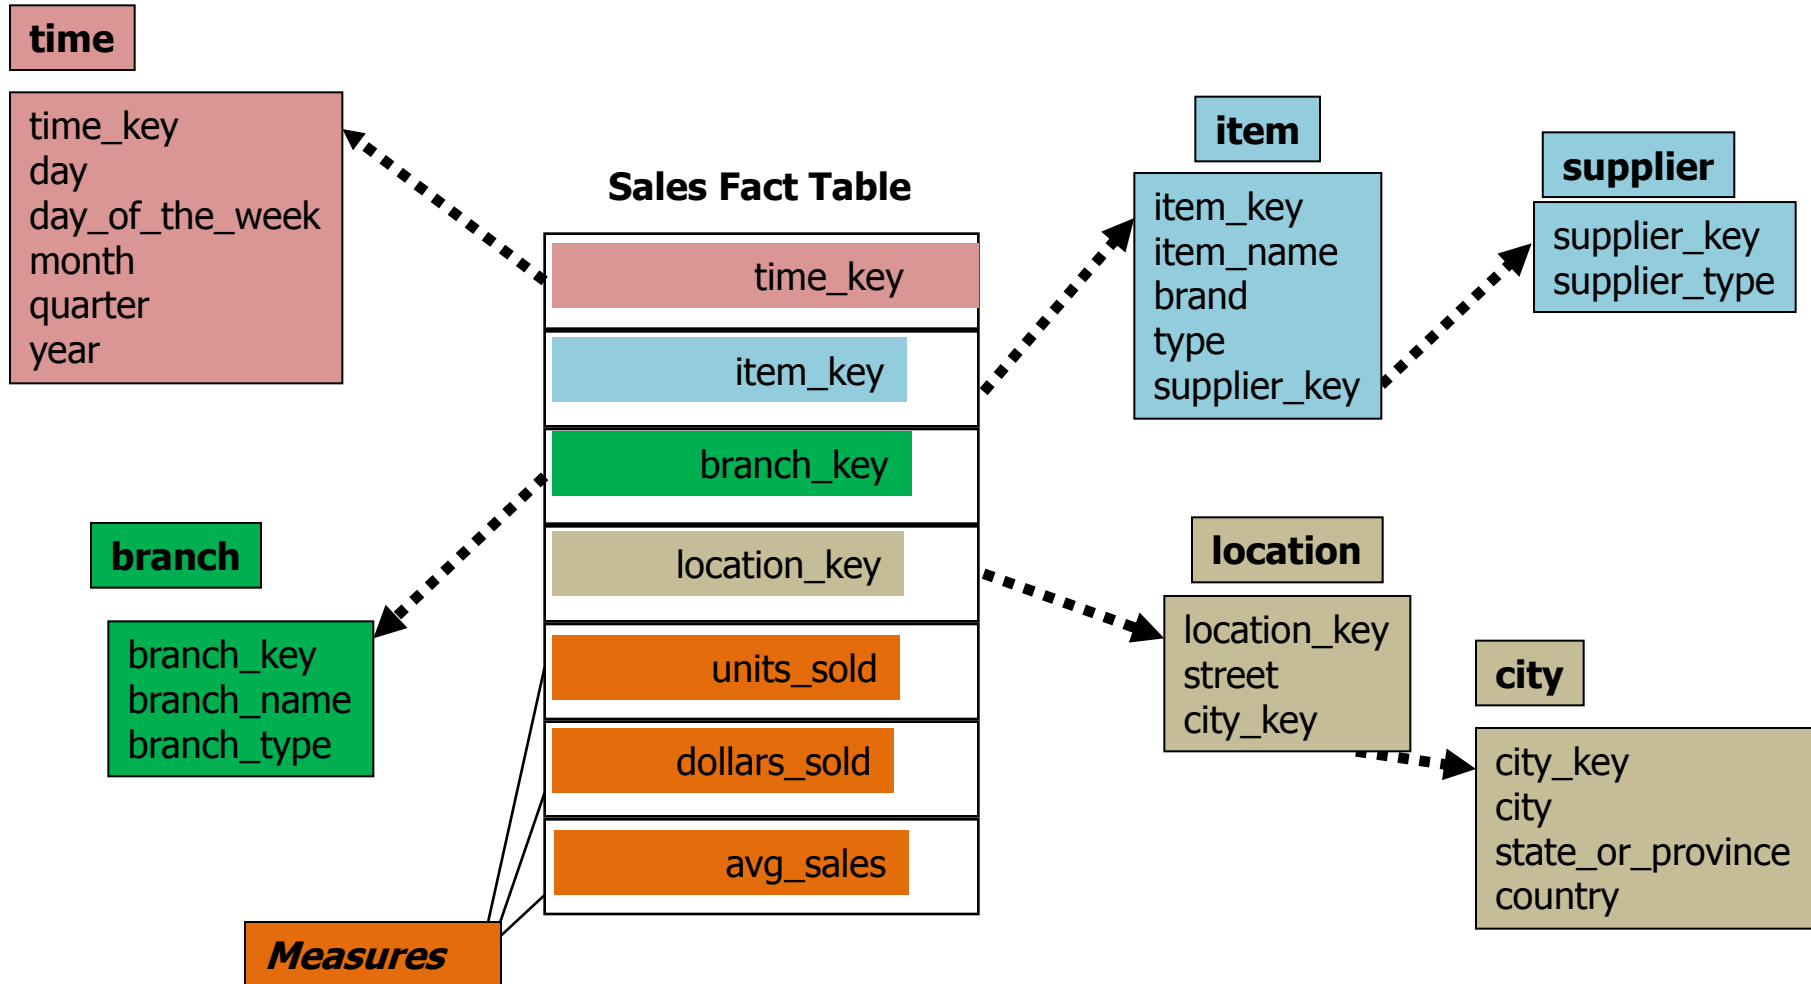 time
time_key
day
day_of_the_week
month
quarter
year
Sales Fact Table
time_key
item_key
branch_key
location_key
units_sold
dollars_sold
avg_sales
item
item_key
item_name
brand
type
supplier_key
supplier
supplier_key
supplier_type
branch
branch_key
branch_name
branch_type
location
location_key
street
city_key
city
city_key
city
state_or_province
country
Measures